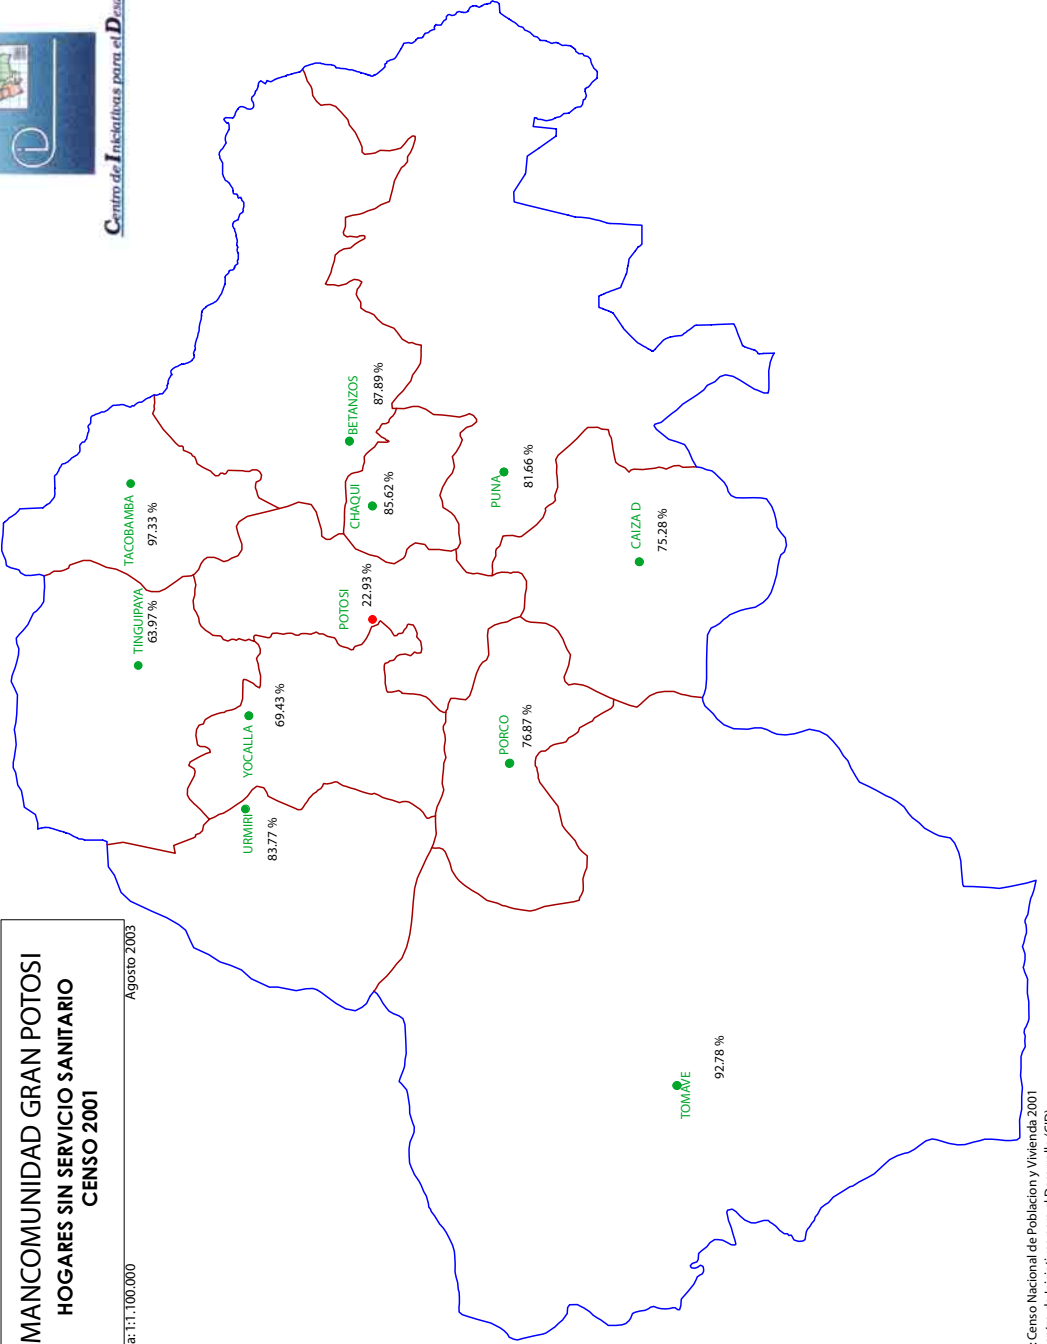 MANCOMUNIDAD GRAN POTOSI
HOGARES SIN SERVICIO SANITARIO
CENSO 2001
a: 1:1.100.000 Agosto 2003
Centro de Iniciativas para el
TACOBAMBA
97.33 %
TINGUIPAYA
63.97 %
BETANZOS
87.89 %
CHAQUI
85.62 %
POTOSI
22.93 %
YOCALLA
69.43 %
URMIRI
83.77 %
PUNA
81.66 %
CAIZA D
75.28 %
PORCO
76.87 %
TOMAVE
92.78 %
: Censo Nacional de Poblacion y Vivienda 2001